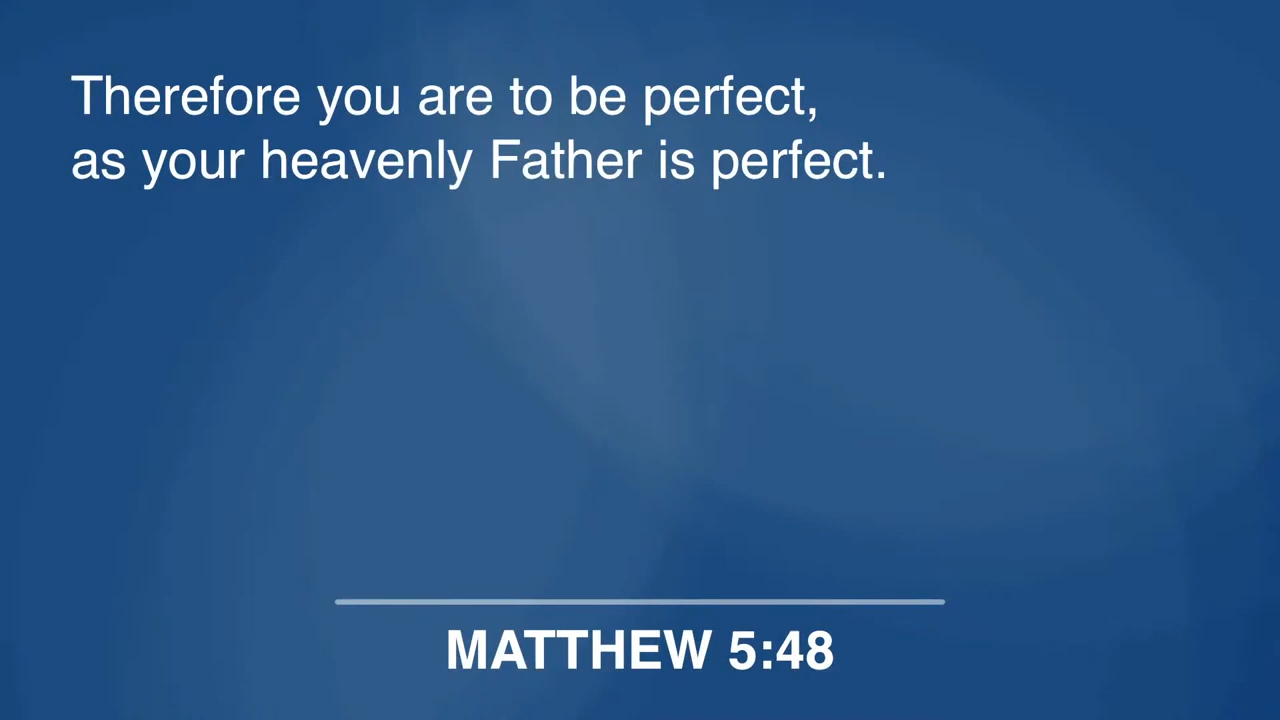 Therefore you are to be perfect,
as your heavenly Father is perfect.
MATTHEW 5:48